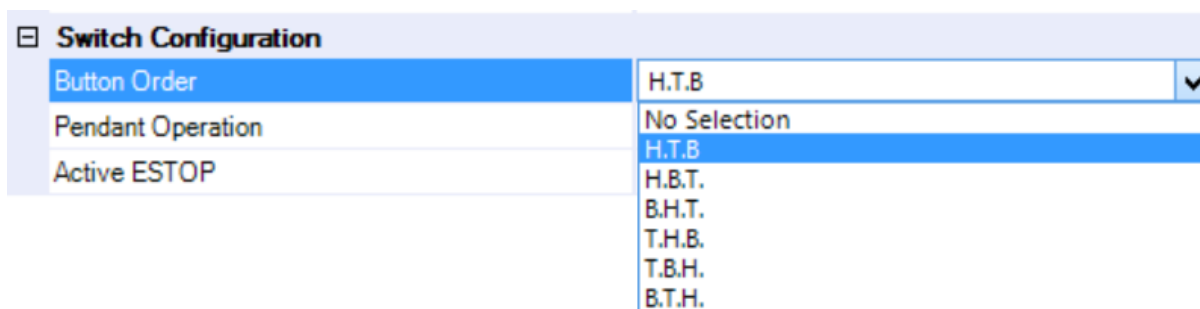 Switch Configuration
Button Order H.T.B
Pendant Operation No Selection
H.T.B
Active ESTOP H.B.T.
B.H.T.
T.H.B.
T.B.H.
B.T.H.